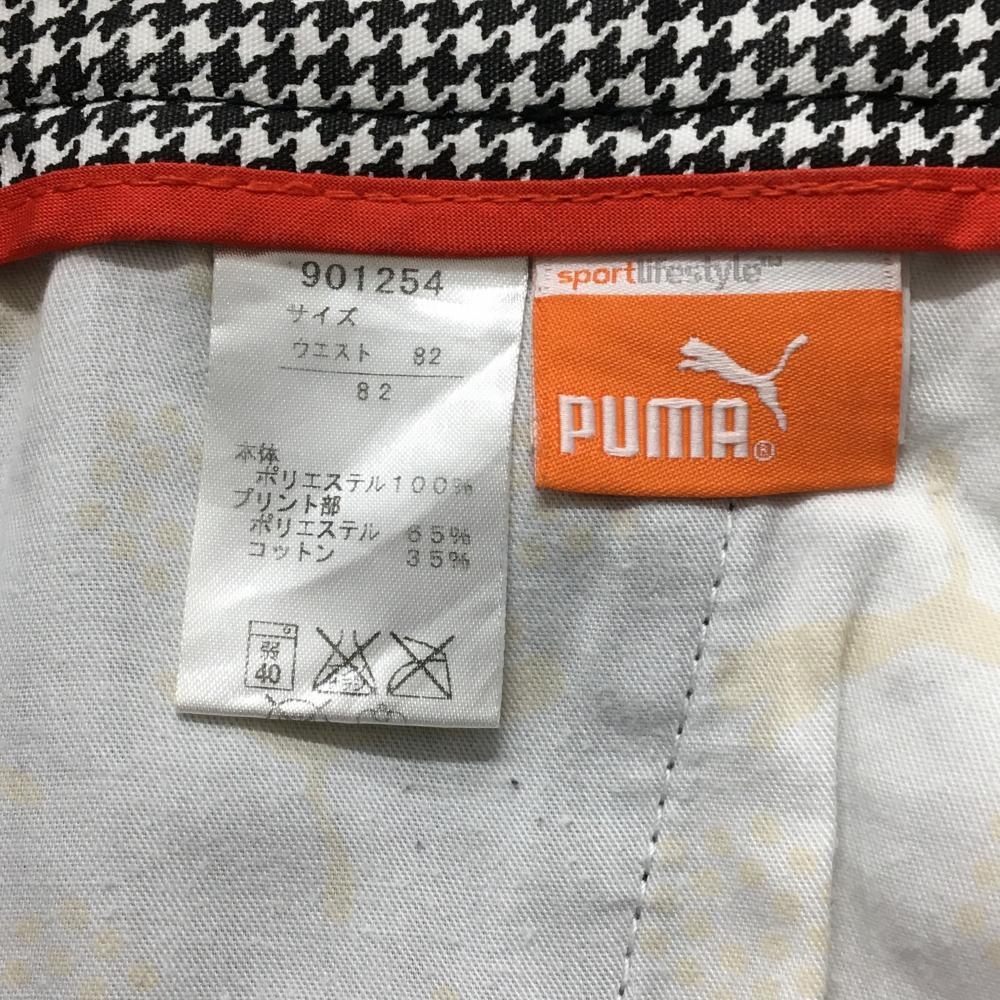 901254
サイズ
ウエスト 82
82
本体
ポリエステル100%
プリント部
ポリエステル 65%
コットン 35%
弱
40
sportlifestyle™
PUMA®